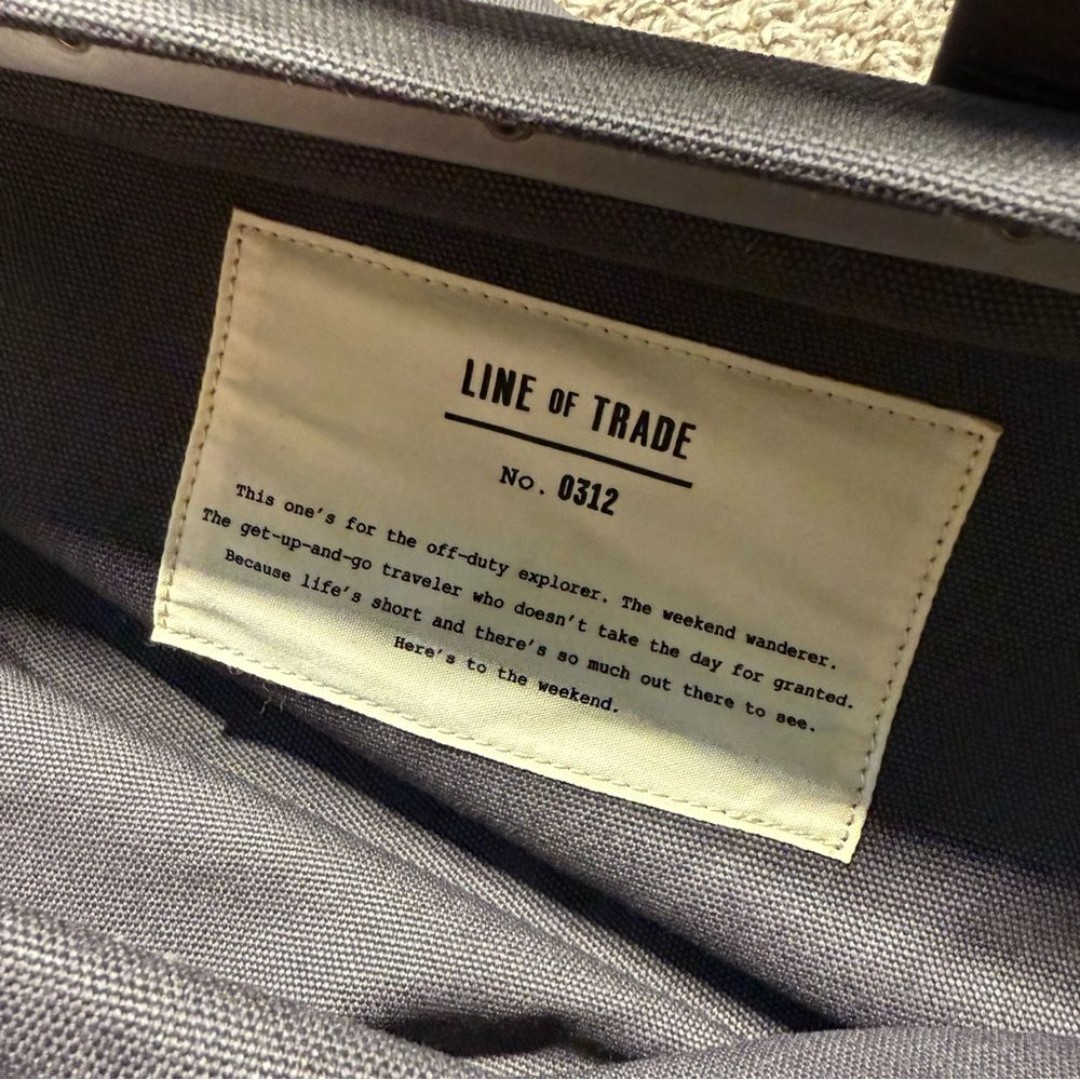 LINE OF TRADE
No. 0312
This one's for the off-duty explorer. The weekend wanderer.
The get-up-and-go traveler who doesn't take the day for granted.
Because life's short and there's so much out there to see.
Here's to the weekend.